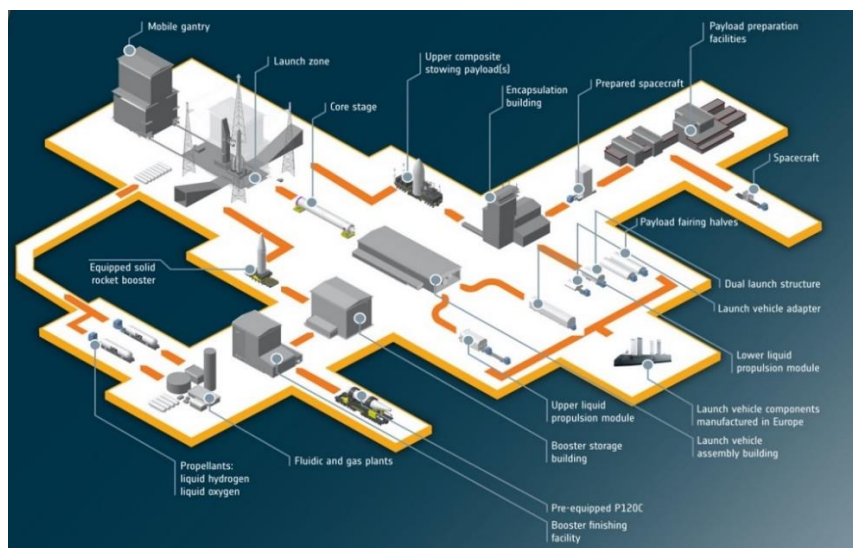 Mobile gantry
Launch zone
Core stage
Upper composite
stowing payload(s)
Encapsulation
building
Prepared spacecraft
Payload preparation
facilities
Spacecraft
Payload fairing halves
Dual launch structure
Launch vehicle adapter
Equipped solid
rocket booster
Lower liquid
propulsion module
Upper liquid
propulsion module
Launch vehicle components
manufactured in Europe
Launch vehicle
assembly building
Booster storage
building
Fluidic and gas plants
Propellants:
liquid hydrogen
liquid oxygen
Pre-equipped P120C
Booster finishing
facility